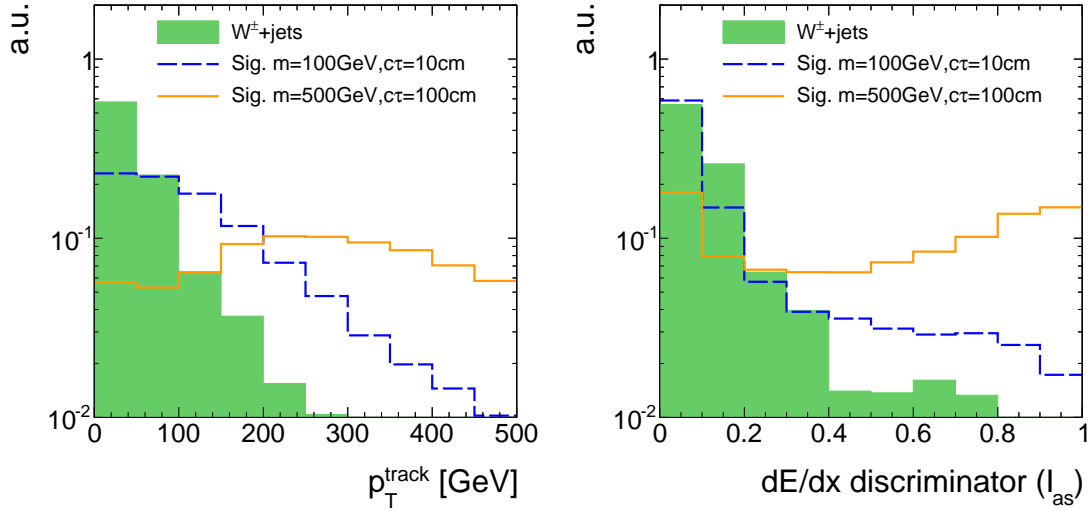 a.u.
W±+jets
Sig. m=100GeV,cτ=10cm
Sig. m=500GeV,cτ=100cm
1
10⁻¹
10⁻²
0 100 200 300 400 500
p_T^track [GeV]
a.u.
W±+jets
Sig. m=100GeV,cτ=10cm
Sig. m=500GeV,cτ=100cm
1
10⁻¹
10⁻²
0 0.2 0.4 0.6 0.8 1
dE/dx discriminator (I_as)